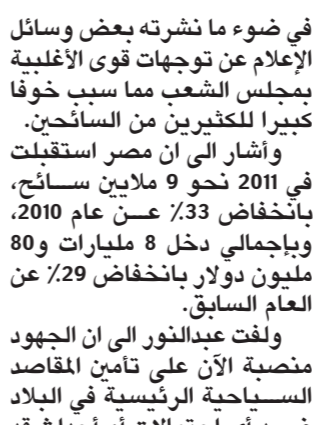 في ضوء ما نشرته بعض وسائل
الإعلام عن توجهات قوى الأغلبية
بمجلس الشعب مما سبب خوفا
كبيرا للكثيرين من السائحين.
وأشار الى ان مصر استقبلت
في 2011 نحو 9 ملايين سائح،
بانخفاض 33٪ عن عام 2010،
وبإجمالي دخل 8 مليارات و80
مليون دولار بانخفاض 29٪ عن
العام السابق.
ولفت عبدالنور الى ان الجهود
منصبة الآن على تأمين المقاصد
السياحية الرئيسية في البلاد